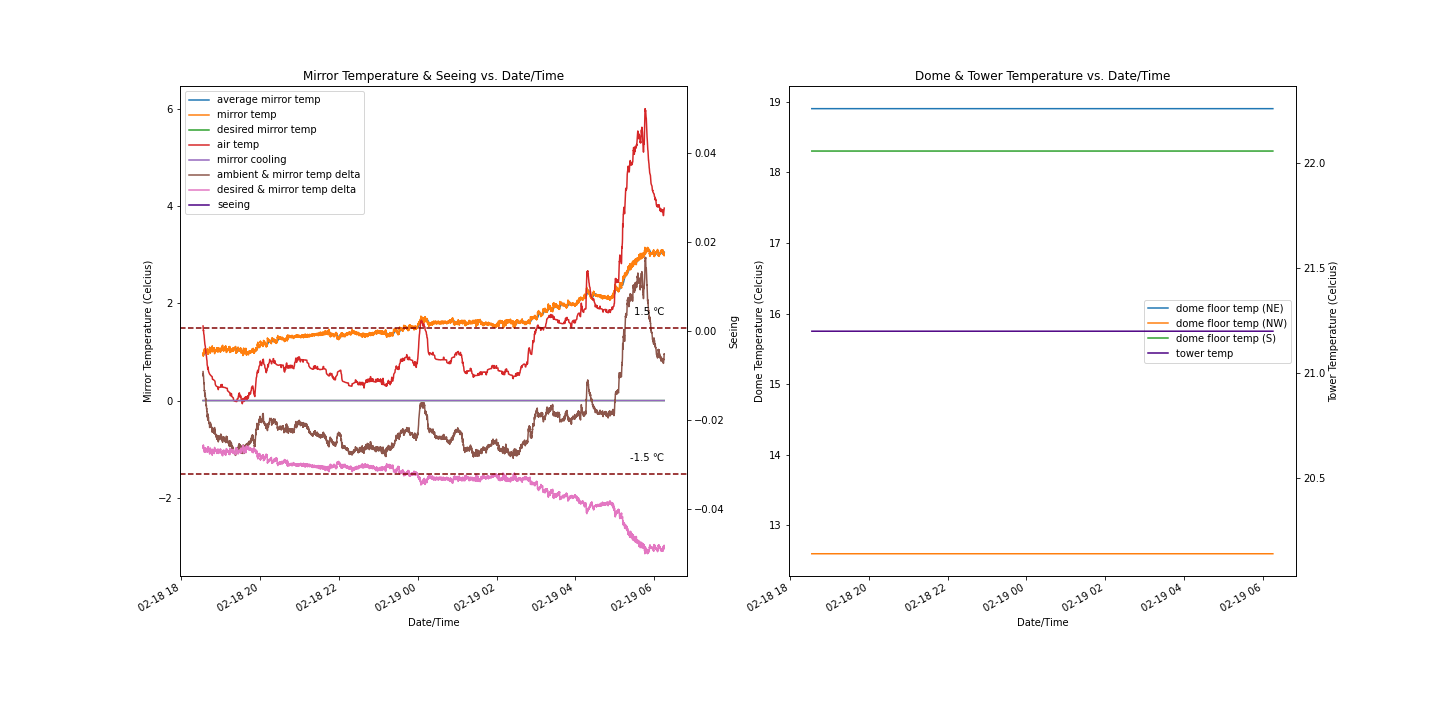 Mirror Temperature & Seeing vs. Date/Time
average mirror temp
mirror temp
desired mirror temp
air temp
mirror cooling
ambient & mirror temp delta
desired & mirror temp delta
seeing
6
4
2
0
−2
Mirror Temperature (Celcius)
1.5 °C
-1.5 °C
0.04
0.02
0.00
−0.02
−0.04
Seeing
02-18 18
02-18 20
02-18 22
02-19 00
02-19 02
02-19 04
02-19 06
Date/Time
Dome & Tower Temperature vs. Date/Time
19
18
17
16
15
14
13
Dome Temperature (Celcius)
dome floor temp (NE)
dome floor temp (NW)
dome floor temp (S)
tower temp
22.0
21.5
21.0
20.5
Tower Temperature (Celcius)
02-18 18
02-18 20
02-18 22
02-19 00
02-19 02
02-19 04
02-19 06
Date/Time